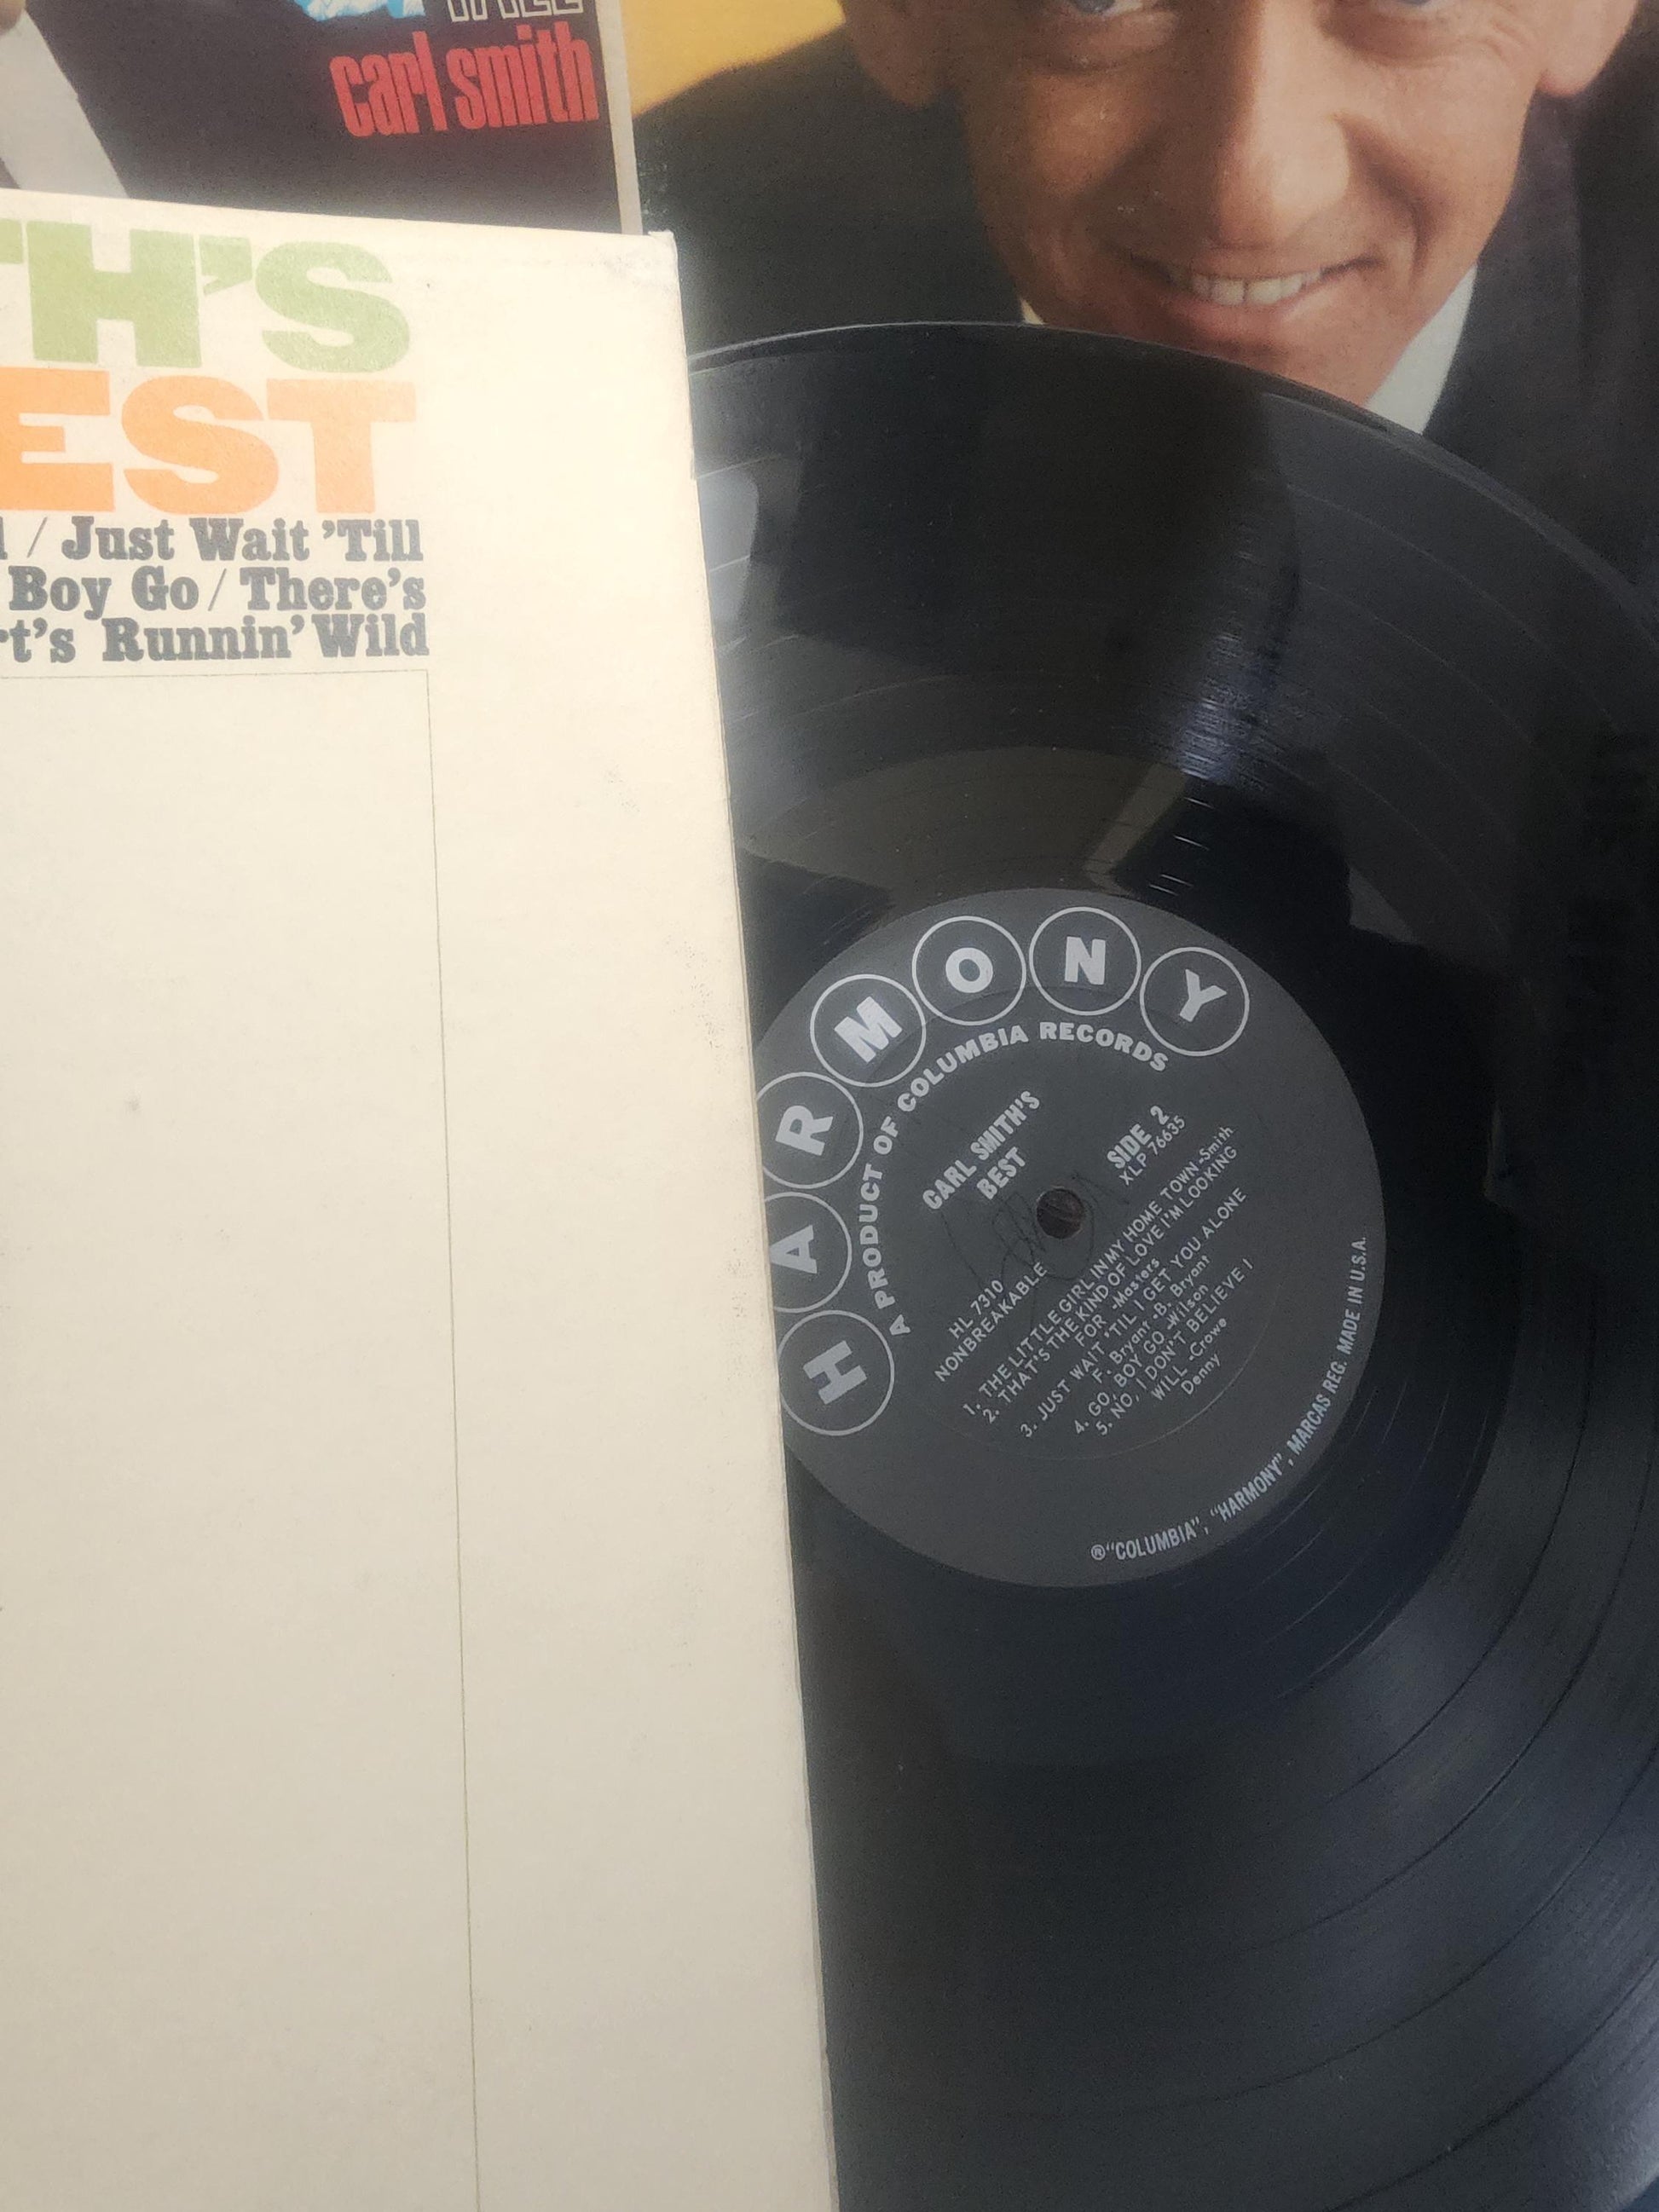 carl smith
TH'S
EST
/ Just Wait 'Till
Boy Go / There's
rt's Runnin' Wild
HARMONY
A PRODUCT OF COLUMBIA RECORDS
CARL SMITH'S
BEST
SIDE 2
XLP 76635
HL 7310
NONBREAKABLE
1. THE LITTLE GIRL IN MY HOME TOWN -Smith
2. THAT'S THE KIND OF LOVE I'M LOOKING
FOR -Masters
3. JUST WAIT 'TIL I GET YOU ALONE
F. Bryant -B. Bryant
4. GO, BOY, GO -Wilson
5. NO, I DON'T BELIEVE I
WILL -Crowe
Denny
® "COLUMBIA", "HARMONY", MARCAS REG. MADE IN U.S.A.